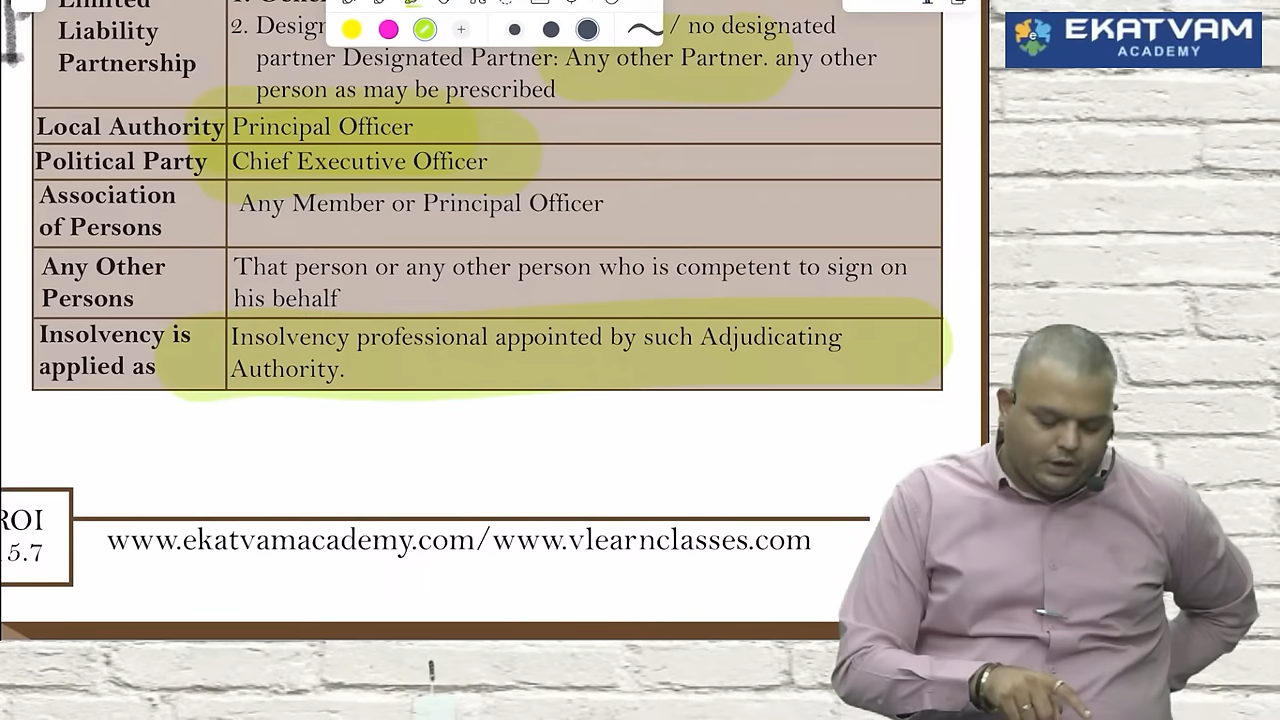 Limited
Liability
Partnership
2. Desig / no designated
partner Designated Partner: Any other Partner. any other
person as may be prescribed
Local Authority Principal Officer
Political Party Chief Executive Officer
Association
of Persons
Any Member or Principal Officer
Any Other
Persons
That person or any other person who is competent to sign on
his behalf
Insolvency is
applied as
Insolvency professional appointed by such Adjudicating
Authority.
ROI
5.7
www.ekatvamacademy.com/www.vlearnclasses.com
EKATVAM
ACADEMY